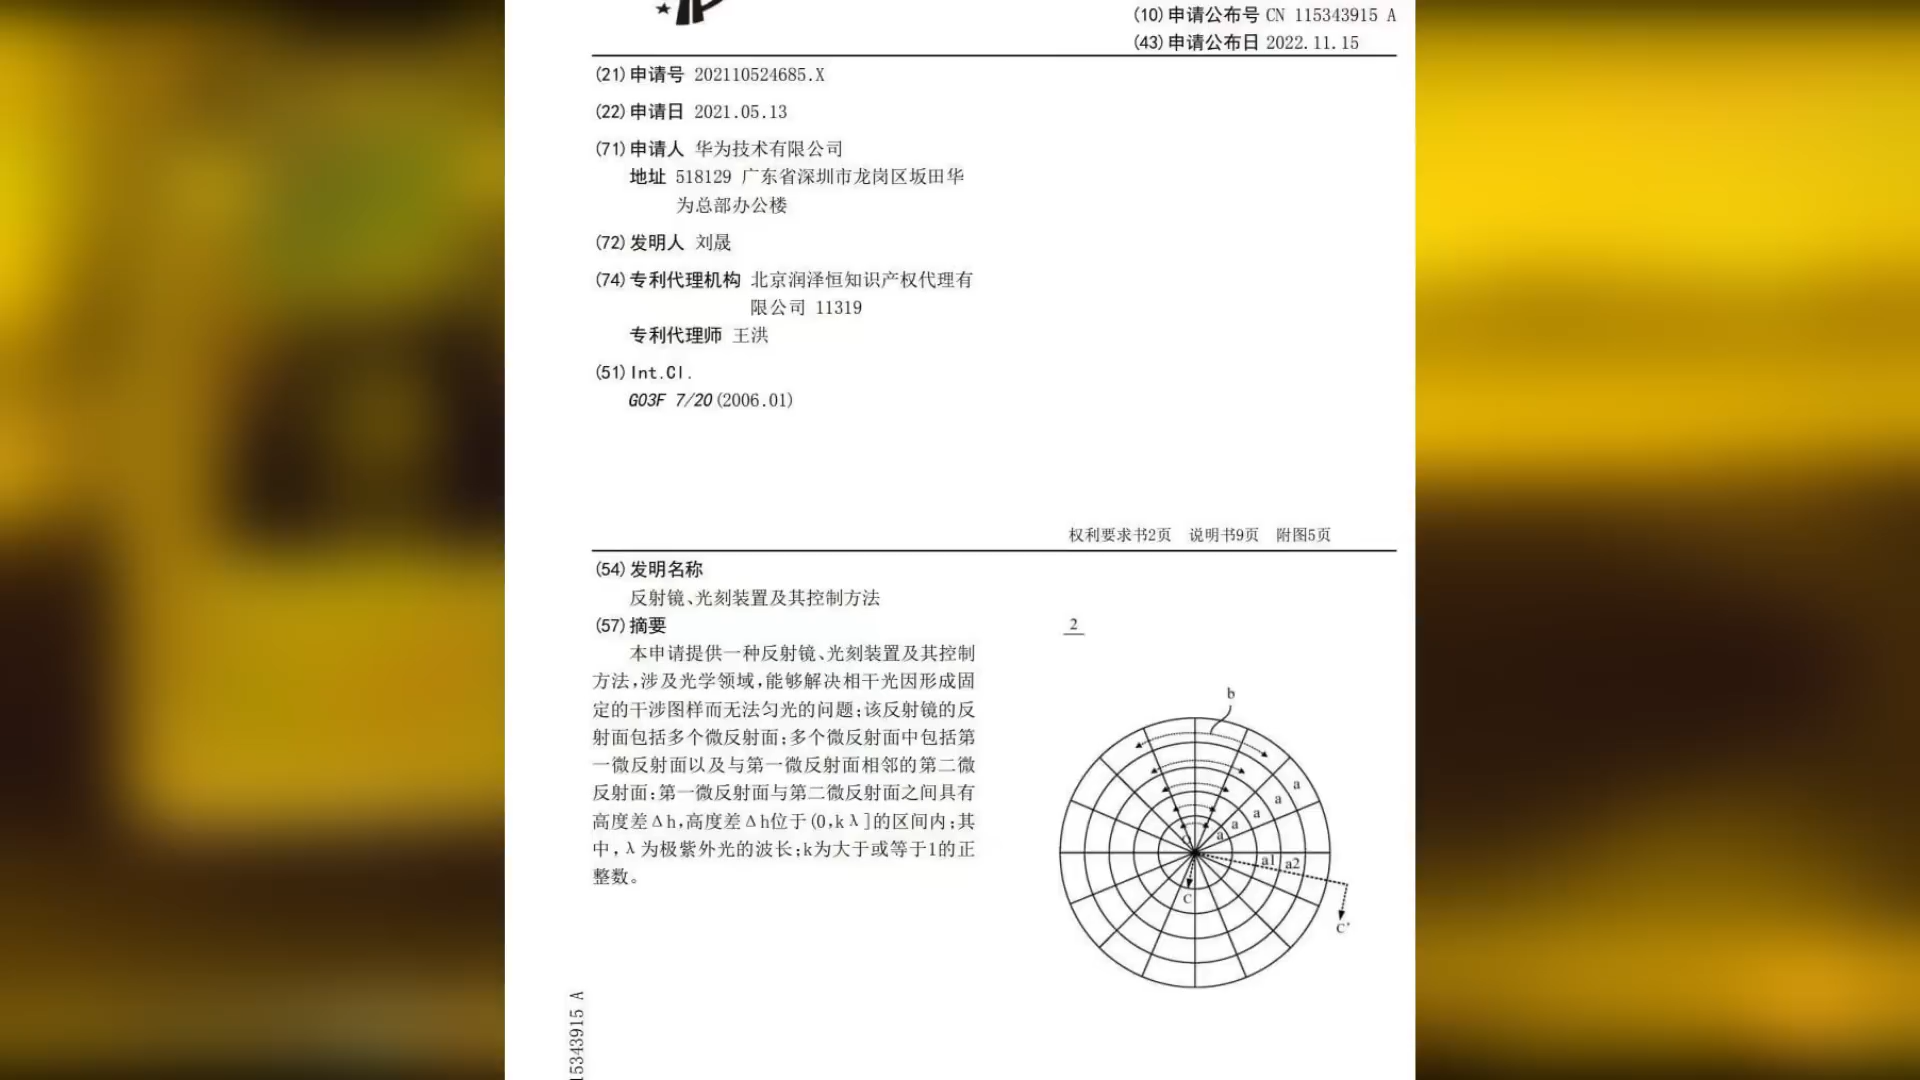 (10)申请公布号 CN 115343915 A
(43)申请公布日 2022.11.15
(21)申请号 202110524685.X
(22)申请日 2021.05.13
(71)申请人 华为技术有限公司
地址 518129 广东省深圳市龙岗区坂田华
为总部办公楼
(72)发明人 刘晟
(74)专利代理机构 北京润泽恒知识产权代理有
限公司 11319
专利代理师 王洪
(51)Int.Cl.
G03F 7/20(2006.01)
权利要求书2页 说明书9页 附图5页
(54)发明名称
反射镜、光刻装置及其控制方法
(57)摘要
本申请提供一种反射镜、光刻装置及其控制
方法,涉及光学领域,能够解决相干光因形成固
定的干涉图样而无法匀光的问题;该反射镜的反
射面包括多个微反射面;多个微反射面中包括第
一微反射面以及与第一微反射面相邻的第二微
反射面;第一微反射面与第二微反射面之间具有
高度差Δh,高度差Δh位于(0,kλ]的区间内;其
中,λ为极紫外光的波长;k为大于或等于1的正
整数。
2
b
a
a
a
a
a
O
a1 a2
C
C'
15343915 A